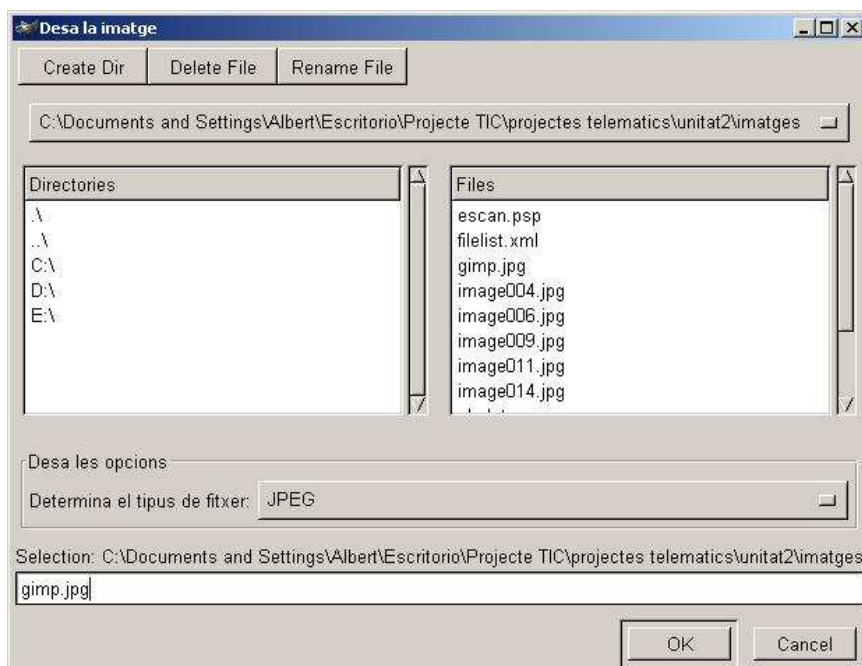 Desa la imatge
Create Dir Delete File Rename File
C:\Documents and Settings\Albert\Escritorio\Projecte TIC\projectes telematics\unitat2\imatges
Directories
.\
..\
C:\
D:\
E:\
Files
escan.psp
filelist.xml
gimp.jpg
image004.jpg
image006.jpg
image009.jpg
image011.jpg
image014.jpg
Desa les opcions
Determina el tipus de fitxer: JPEG
Selection: C:\Documents and Settings\Albert\Escritorio\Projecte TIC\projectes telematics\unitat2\imatges
gimp.jpg
OK Cancel